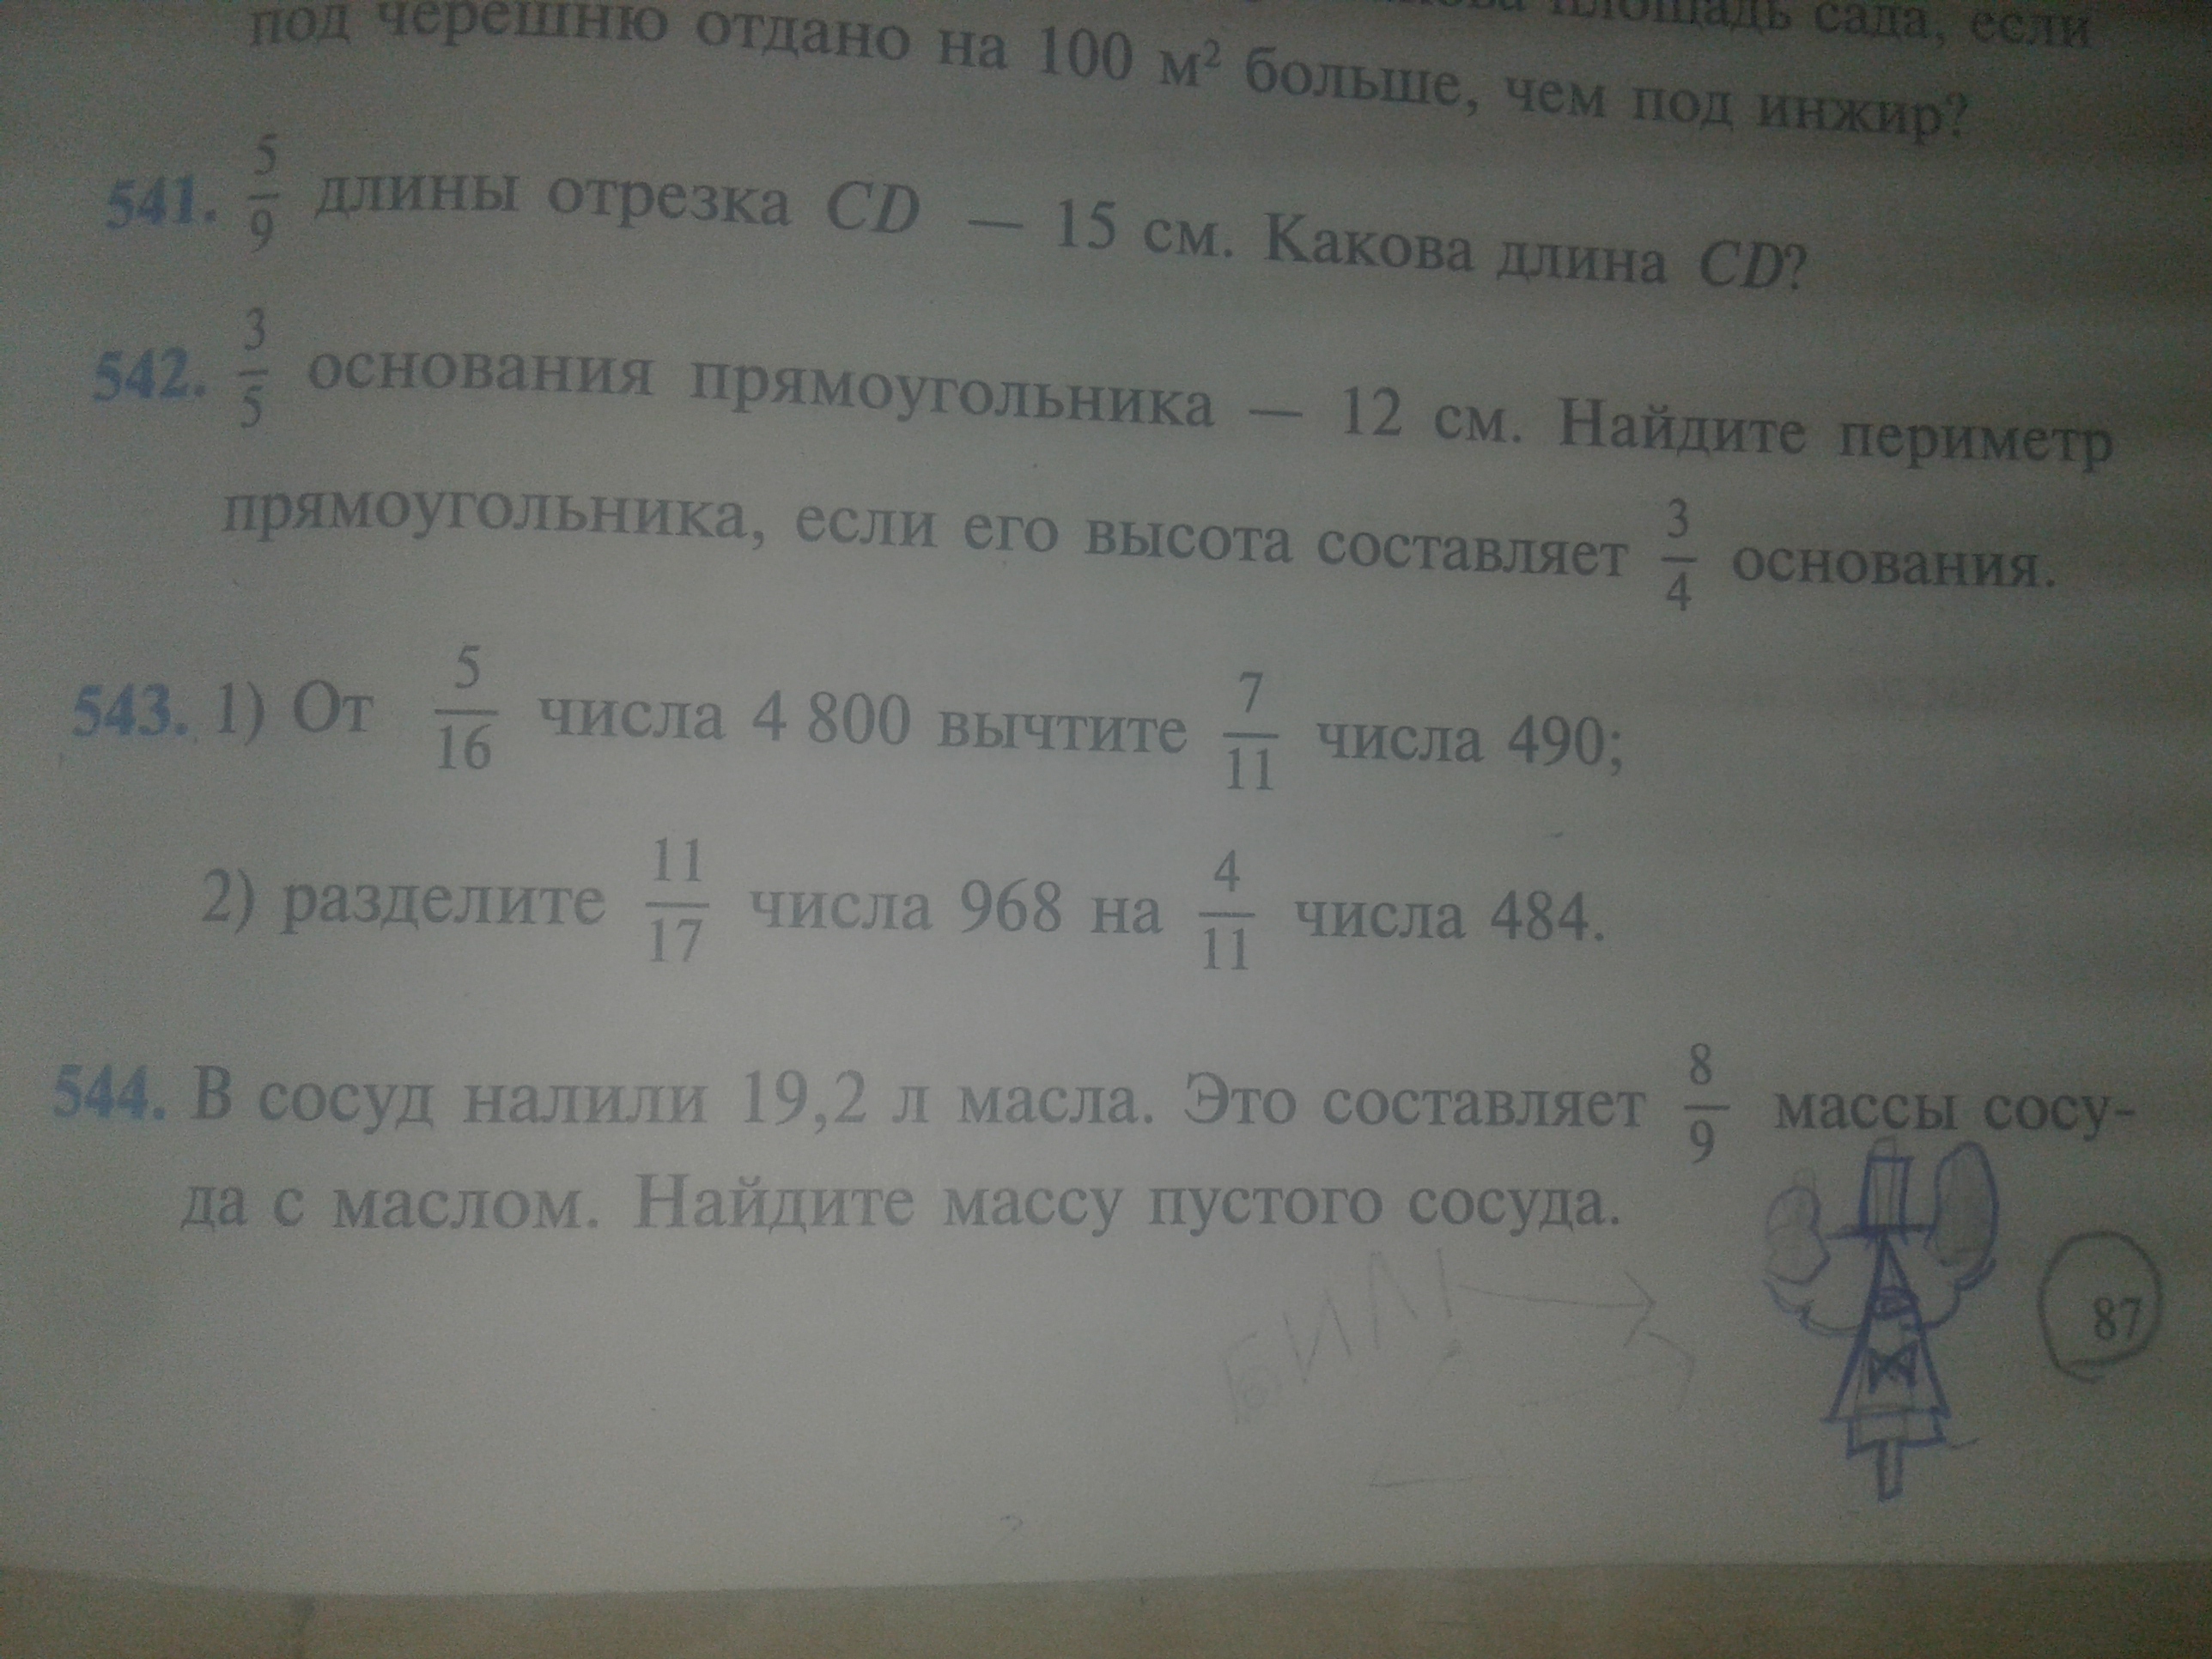 площадь сада, если
под черешню отдано на 100 м² больше, чем под инжир?
541. 5/9 длины отрезка CD — 15 см. Какова длина CD?
542. 3/5 основания прямоугольника — 12 см. Найдите периметр
прямоугольника, если его высота составляет 3/4 основания.
543. 1) От 5/16 числа 4 800 вычтите 7/11 числа 490;
2) разделите 11/17 числа 968 на 4/11 числа 484.
544. В сосуд налили 19,2 л масла. Это составляет 8/9 массы сосу-
да с маслом. Найдите массу пустого сосуда.
БИЛ!
87